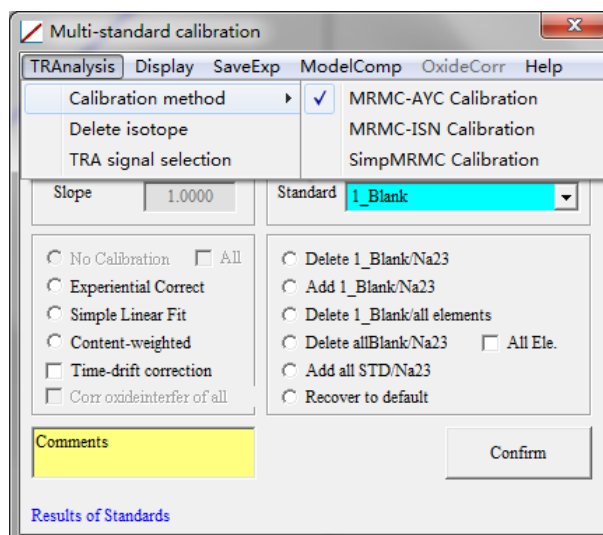 Multi-standard calibration
TRAnalysis Display SaveExp ModelComp OxideCorr Help
Calibration method
Delete isotope
TRA signal selection
MRMC-AYC Calibration
MRMC-ISN Calibration
SimpMRMC Calibration
Slope 1.0000
Standard 1_Blank
No Calibration All
Experiential Correct
Simple Linear Fit
Content-weighted
Time-drift correction
Corr oxideinterfer of all
Delete 1_Blank/Na23
Add 1_Blank/Na23
Delete 1_Blank/all elements
Delete allBlank/Na23 All Ele.
Add all STD/Na23
Recover to default
Comments
Confirm
Results of Standards